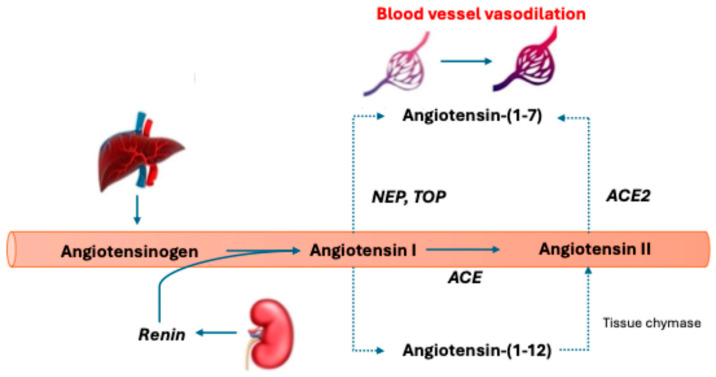 Blood vessel vasodilation
Angiotensin-(1-7)
NEP, TOP
ACE2
Angiotensinogen
Angiotensin I
Angiotensin II
ACE
Renin
Tissue chymase
Angiotensin-(1-12)